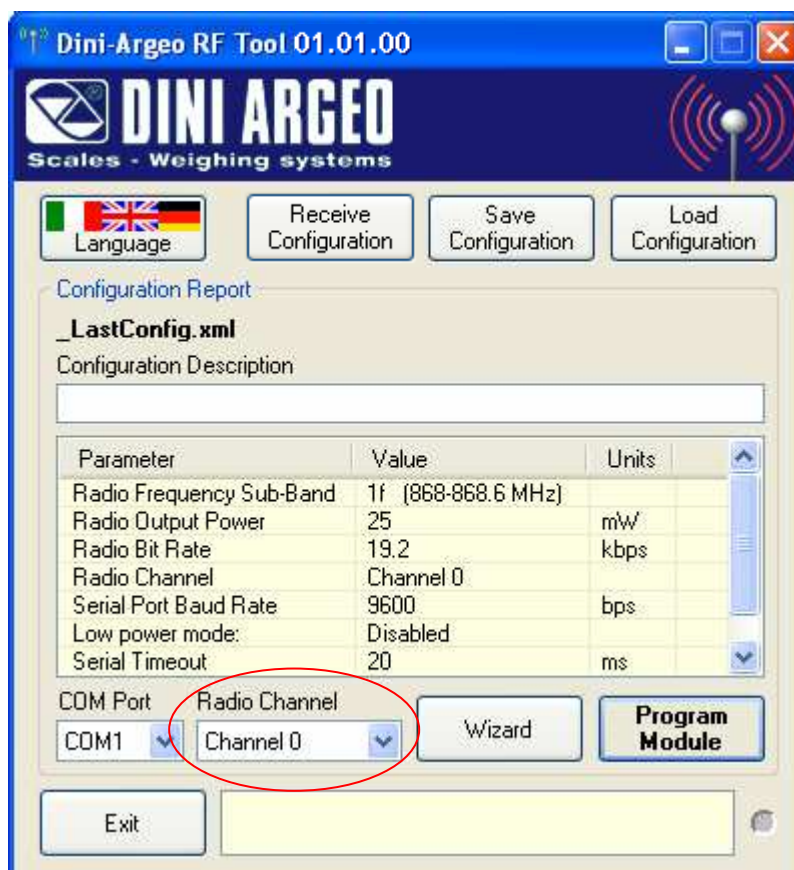 Dini-Argeo RF Tool 01.01.00
DINI ARGEO
Scales - Weighing systems
Language
Receive
Configuration
Save
Configuration
Load
Configuration
Configuration Report
_LastConfig.xml
Configuration Description
Parameter Value Units
Radio Frequency Sub-Band 1f (868-868.6 MHz)
Radio Output Power 25 mW
Radio Bit Rate 19.2 kbps
Radio Channel Channel 0
Serial Port Baud Rate 9600 bps
Low power mode: Disabled
Serial Timeout 20 ms
COM Port Radio Channel
COM1 Channel 0
Wizard
Program
Module
Exit